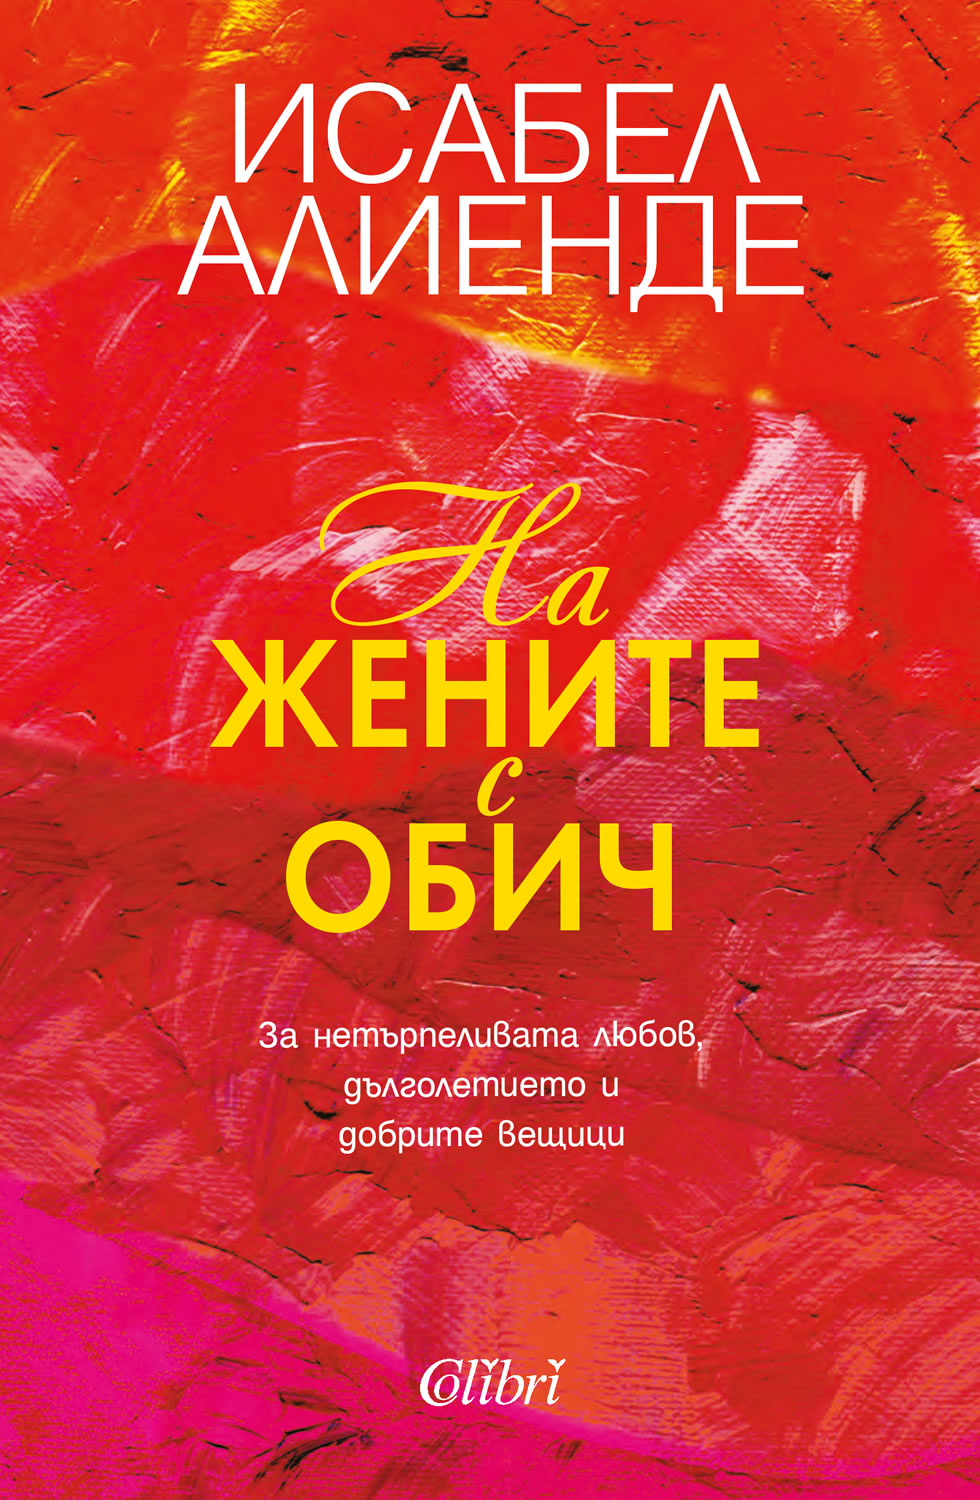 ИСАБЕЛ
АЛИЕНДЕ
На
ЖЕНИТЕ
с
ОБИЧ
За нетърпеливата любов,
дълголетието и
добрите вещици
Colibri